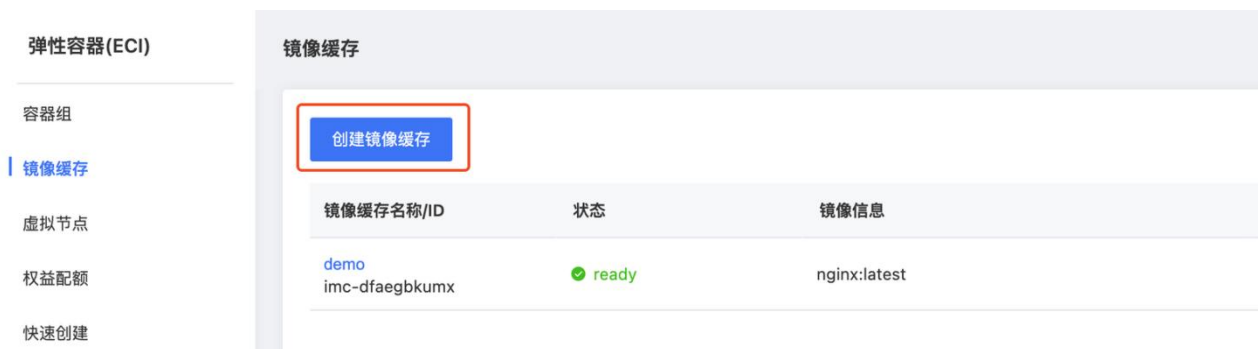 弹性容器(ECI)
容器组
镜像缓存
虚拟节点
权益配额
快速创建
镜像缓存
创建镜像缓存
镜像缓存名称/ID 状态 镜像信息
demo
imc-dfaegbkumx ready nginx:latest